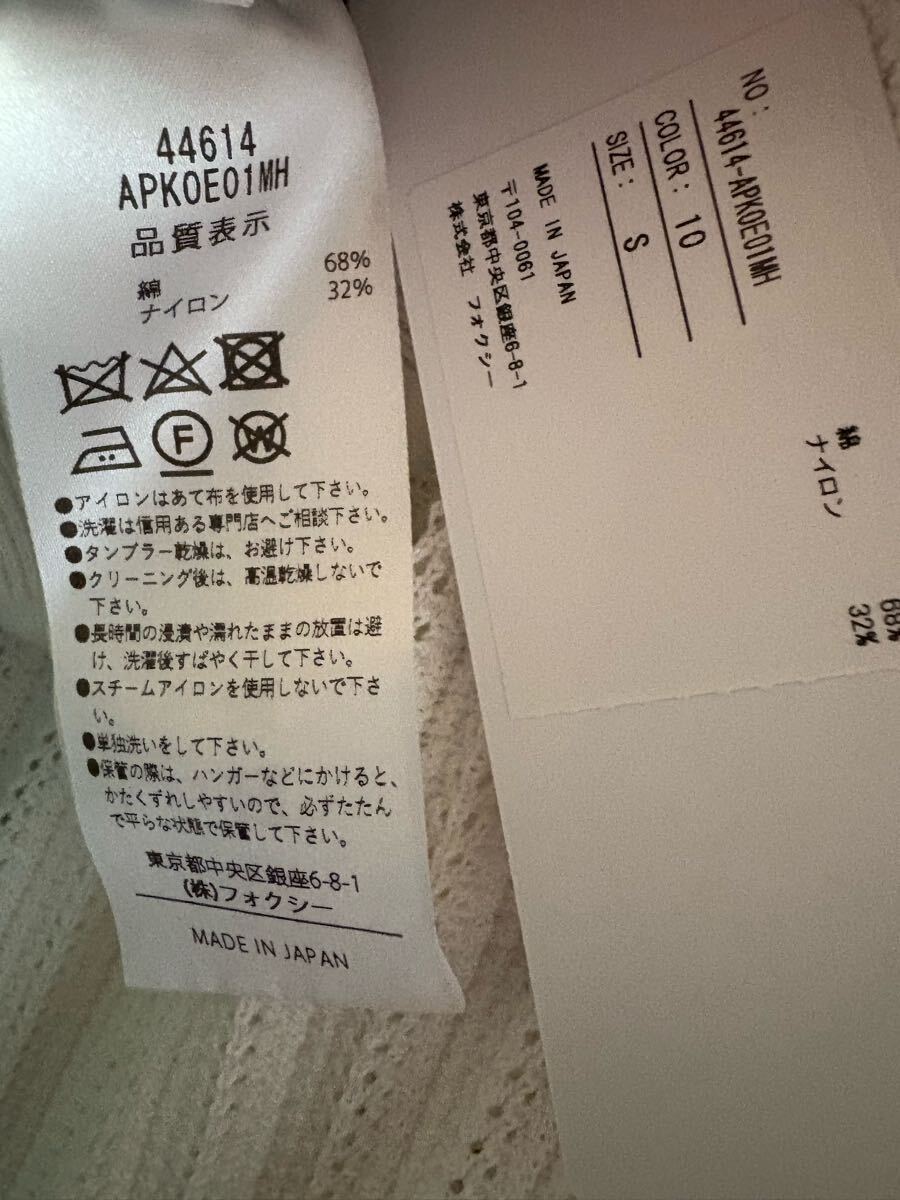 44614
APK0E01MH
品質表示
綿 68%
ナイロン 32%
F
W
●アイロンはあて布を使用して下さい。
●洗濯は信用ある専門店へご相談下さい。
●タンブラー乾燥は、お避け下さい。
●クリーニング後は、高温乾燥しないで
下さい。
●長時間の浸漬や濡れたままの放置は避
け、洗濯後すばやく干して下さい。
●スチームアイロンを使用しないで下さ
い。
●単独洗いをして下さい。
●保管の際は、ハンガーなどにかけると、
かたくずれしやすいので、必ずたたん
で平らな状態で保管して下さい。
東京都中央区銀座6-8-1
(株)フォクシー
MADE IN JAPAN
NO: 44614-APK0E01MH
COLOR: 10
SIZE: S
MADE IN JAPAN
〒104-0061
東京都中央区銀座6-8-1
株式会社 フォクシー
綿 68%
ナイロン 32%